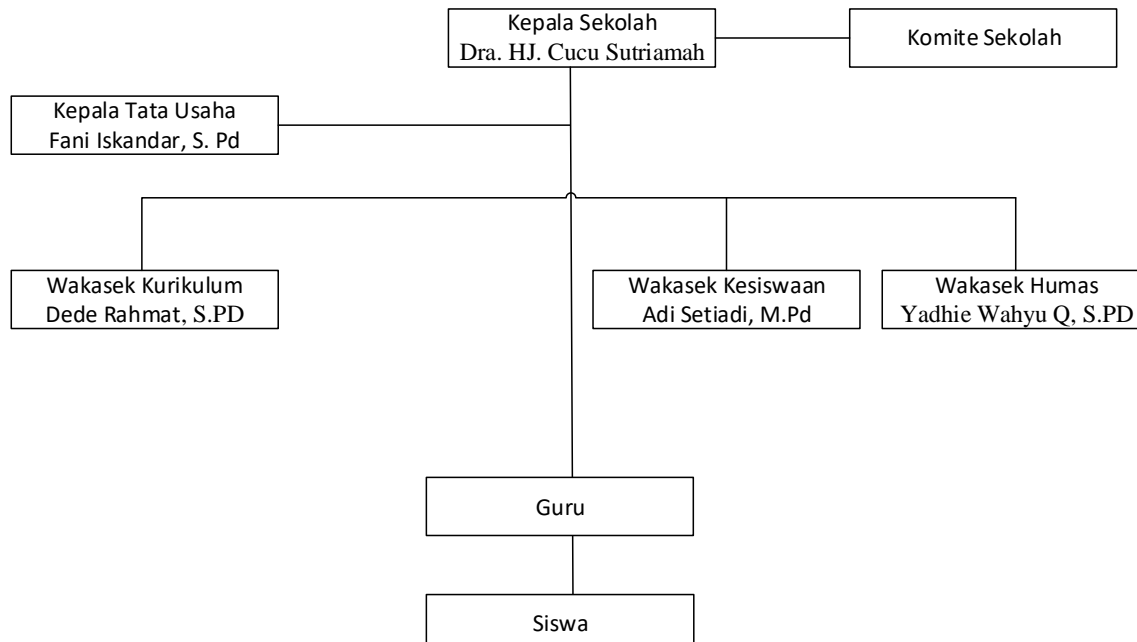 Kepala Sekolah
Dra. HJ. Cucu Sutriamah
Komite Sekolah
Kepala Tata Usaha
Fani Iskandar, S. Pd
Wakasek Kurikulum
Dede Rahmat, S.PD
Wakasek Kesiswaan
Adi Setiadi, M.Pd
Wakasek Humas
Yadhie Wahyu Q, S.PD
Guru
Siswa